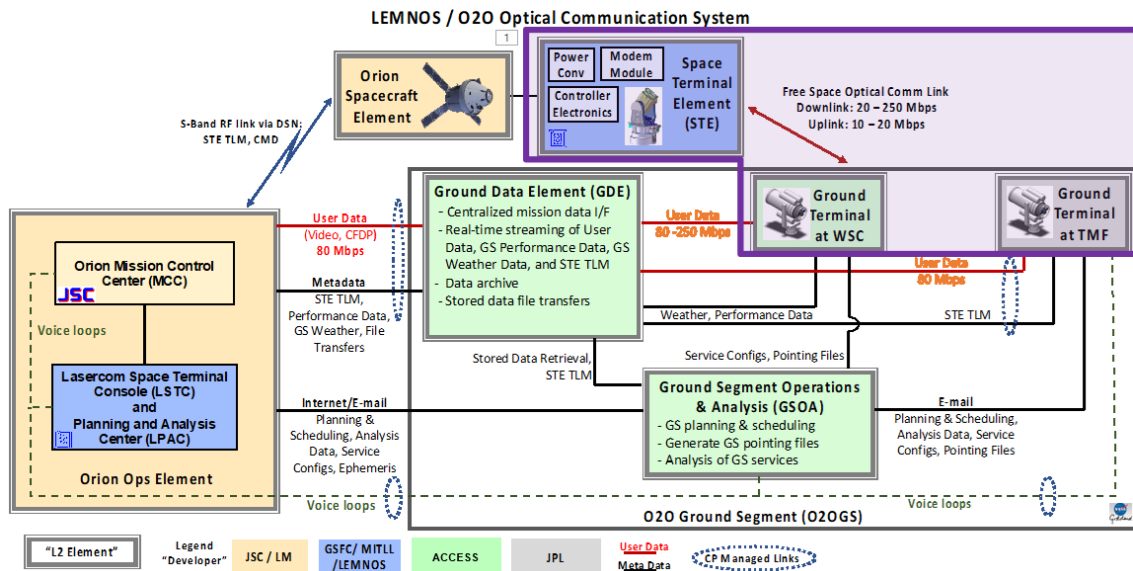 LEMNOS / O2O Optical Communication System
1
Orion
Spacecraft
Element
Power
Conv
Modem
Module
Controller
Electronics
Space
Terminal
Element
(STE)
Free Space Optical Comm Link
Downlink: 20 – 250 Mbps
Uplink: 10 – 20 Mbps
S-Band RF link via DSN:
STE TLM, CMD
Orion Mission Control
Center (MCC)
JSC
Voice loops
Lasercom Space Terminal
Console (LSTC)
and
Planning and Analysis
Center (LPAC)
Orion Ops Element
User Data
(Video, CFDP)
80 Mbps
Metadata
STE TLM,
Performance Data,
GS Weather, File
Transfers
Internet/E-mail
Planning &
Scheduling, Analysis
Data, Service
Configs, Ephemeris
Ground Data Element (GDE)
- Centralized mission data I/F
- Real-time streaming of User
Data, GS Performance Data, GS
Weather Data, and STE TLM
- Data archive
- Stored data file transfers
User Data
80 -250 Mbps
Ground
Terminal
at WSC
Ground
Terminal
at TMF
User Data
80 Mbps
Weather, Performance Data
STE TLM
Stored Data Retrieval,
STE TLM
Service Configs, Pointing Files
Ground Segment Operations
& Analysis (GSOA)
- GS planning & scheduling
- Generate GS pointing files
- Analysis of GS services
E-mail
Planning & Scheduling,
Analysis Data, Service
Configs, Pointing Files
Voice loops
Voice loops
O2O Ground Segment (O2OGS)
Goddard
"L2 Element"
Legend
"Developer"
JSC / LM
GSFC/ MITLL
/LEMNOS
ACCESS
JPL
User Data
Meta Data
CP Managed Links